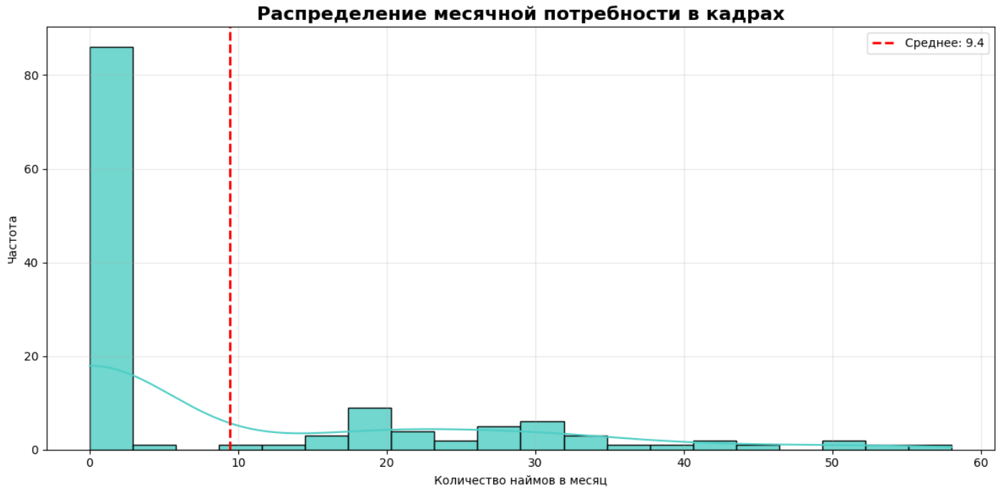 Распределение месячной потребности в кадрах
Среднее: 9.4
Частота
80
60
40
20
0
0 10 20 30 40 50 60
Количество наймов в месяц